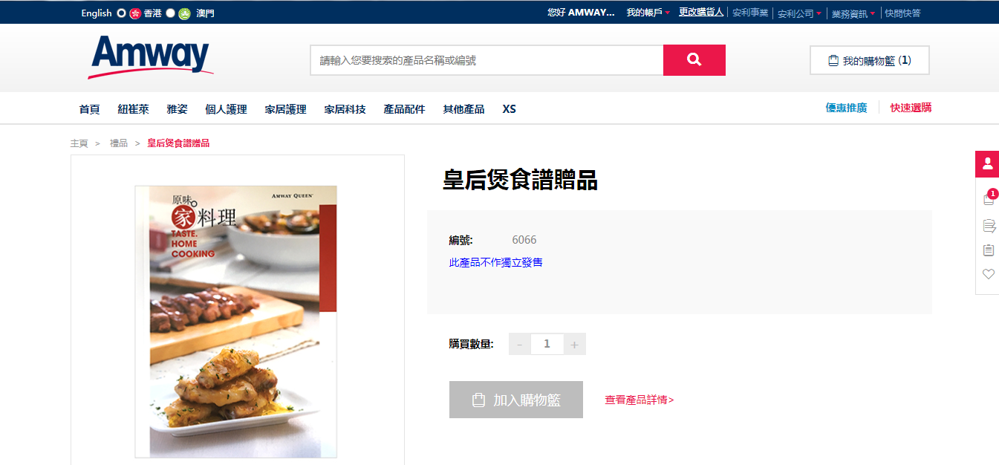 English 香港 澳門
您好 AMWAY... 我的帳戶 更改購貨人 安利事業 安利公司 業務資訊 快問快答
Amway
請輸入您要搜索的產品名稱或編號
我的購物籃 (1)
首頁 紐崔萊 雅姿 個人護理 家居護理 家居科技 產品配件 其他產品 XS
優惠推廣 快速選購
主頁 > 禮品 > 皇后煲食譜贈品
AMWAY QUEEN
原味。
家料理
TASTE.
HOME
COOKING
皇后煲食譜贈品
編號: 6066
此產品不作獨立發售
購買數量: - 1 +
加入購物籃
查看產品詳情>
1